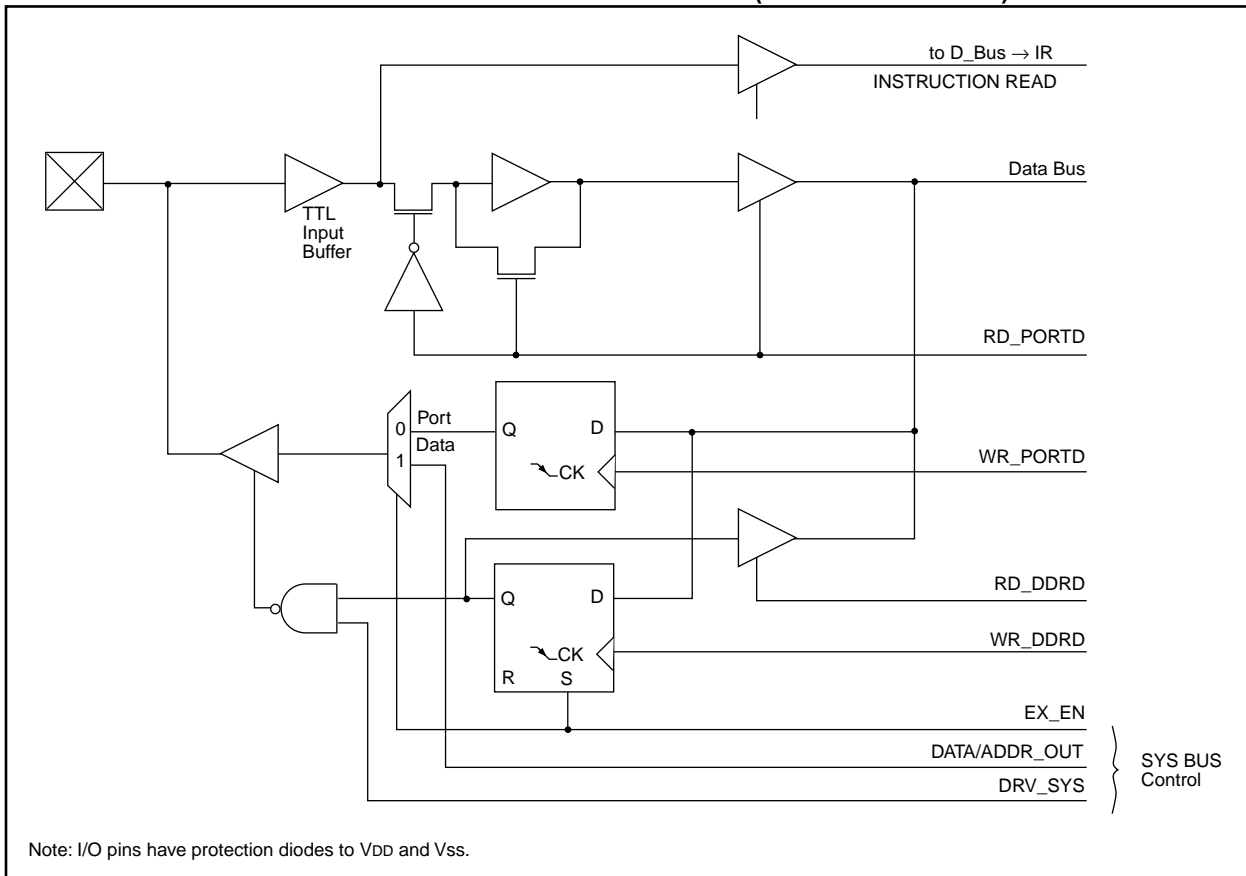 to D_Bus → IR
INSTRUCTION READ
Data Bus
TTL
Input
Buffer
RD_PORTD
0
Port
Data
1
Q
D
CK
WR_PORTD
RD_DDRD
Q
D
CK
R
S
WR_DDRD
EX_EN
DATA/ADDR_OUT
DRV_SYS
SYS BUS
Control
Note: I/O pins have protection diodes to VDD and Vss.